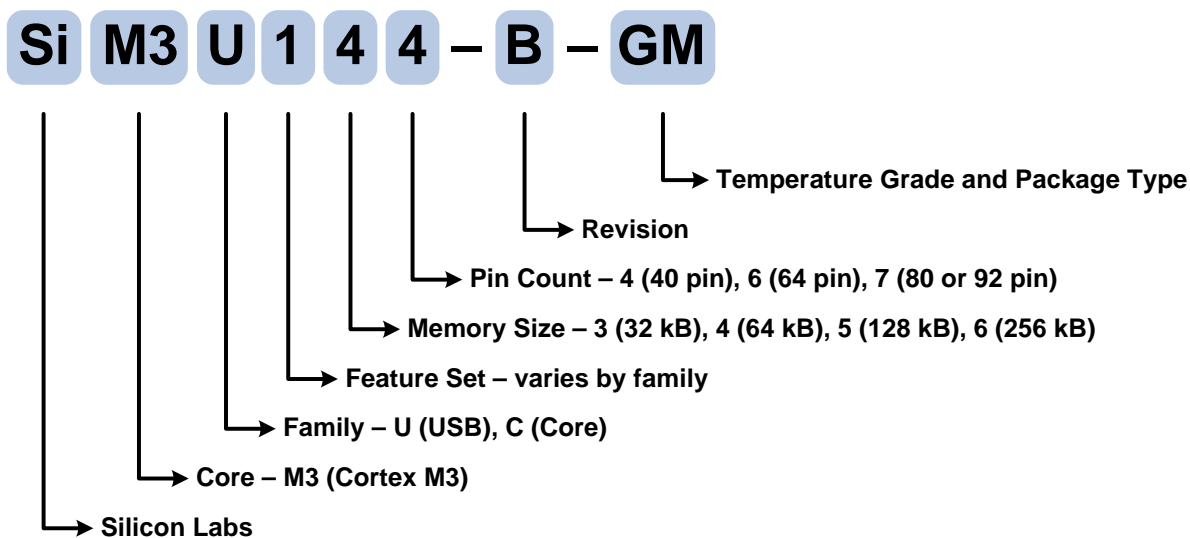 Si M3 U 1 4 4 – B – GM
Temperature Grade and Package Type
Revision
Pin Count – 4 (40 pin), 6 (64 pin), 7 (80 or 92 pin)
Memory Size – 3 (32 kB), 4 (64 kB), 5 (128 kB), 6 (256 kB)
Feature Set – varies by family
Family – U (USB), C (Core)
Core – M3 (Cortex M3)
Silicon Labs